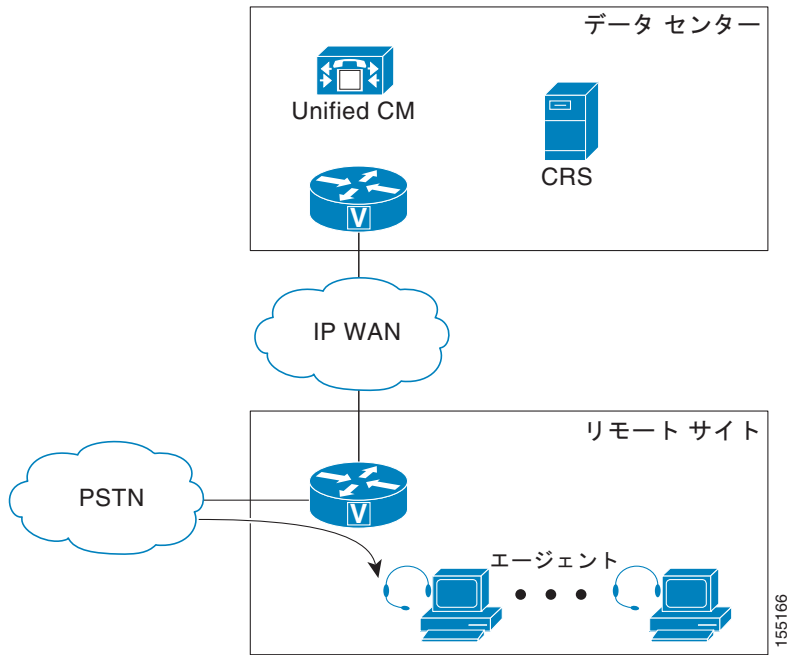 データ センター
Unified CM
CRS
V
IP WAN
リモート サイト
PSTN
V
エージェント
155166